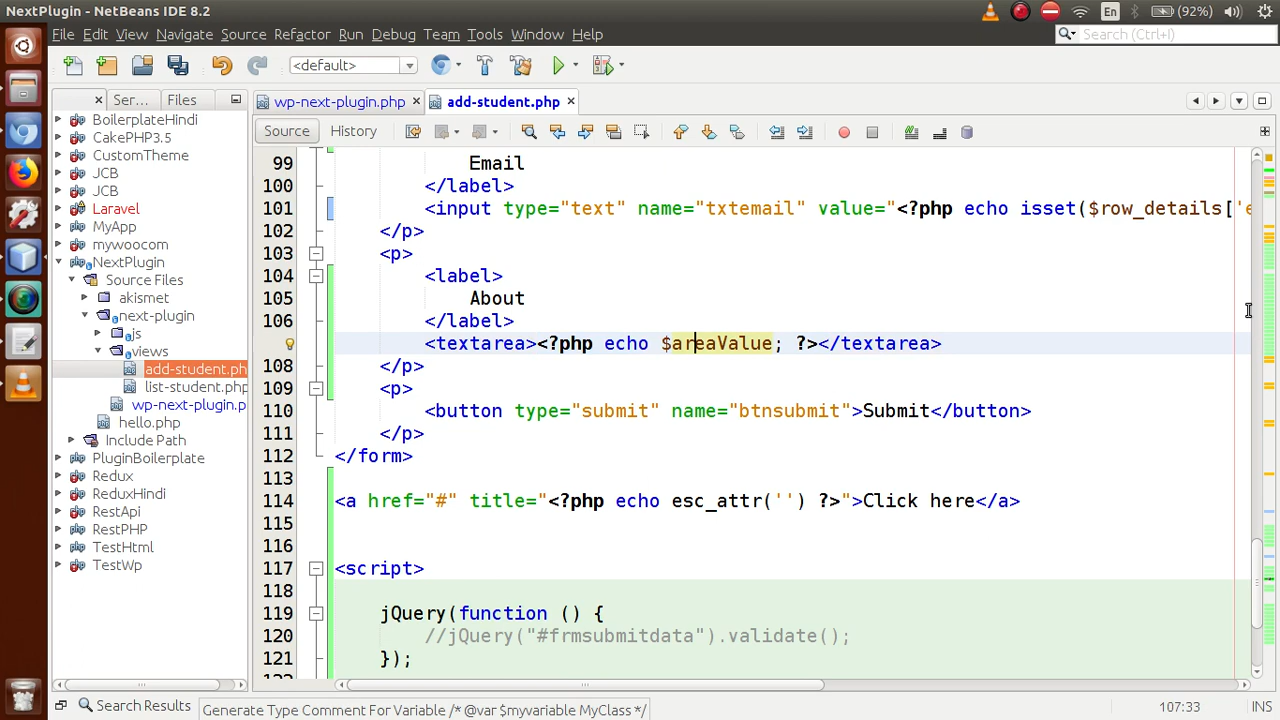 NextPlugin - NetBeans IDE 8.2
En
(92%)
File Edit View Navigate Source Refactor Run Debug Team Tools Window Help
Search (Ctrl+I)
<default>
Ser...
Files
wp-next-plugin.php
add-student.php
Source
History
BoilerplateHindi
CakePHP3.5
CustomTheme
JCB
JCB
Laravel
MyApp
mywoocom
NextPlugin
Source Files
akismet
next-plugin
js
views
add-student.ph
list-student.php
wp-next-plugin.p
hello.php
Include Path
PluginBoilerplate
Redux
ReduxHindi
RestApi
RestPHP
TestHtml
TestWp
99 Email
100 </label>
101 <input type="text" name="txtemail" value="<?php echo isset($row_details['e
102 </p>
103 <p>
104 <label>
105 About
106 </label>
<textarea><?php echo $areaValue; ?></textarea>
108 </p>
109 <p>
110 <button type="submit" name="btnsubmit">Submit</button>
111 </p>
112 </form>
113
114 <a href="#" title="<?php echo esc_attr('') ?>">Click here</a>
115
116
117 <script>
118
119 jQuery(function () {
120 //jQuery("#frmsubmitdata").validate();
121 });
Search Results
Generate Type Comment For Variable /* @var $myvariable MyClass */
107:33
INS